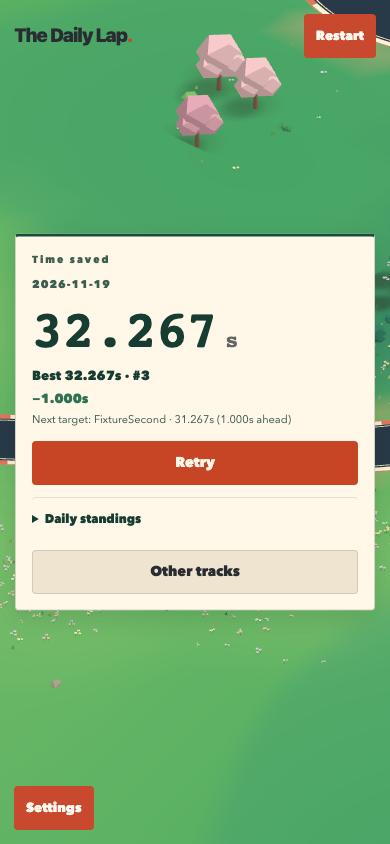 The Daily Lap.
Restart
Time saved
2026-11-19
32.267 s
Best 32.267s · #3
−1.000s
Next target: FixtureSecond · 31.267s (1.000s ahead)
Retry
Daily standings
Other tracks
Settings